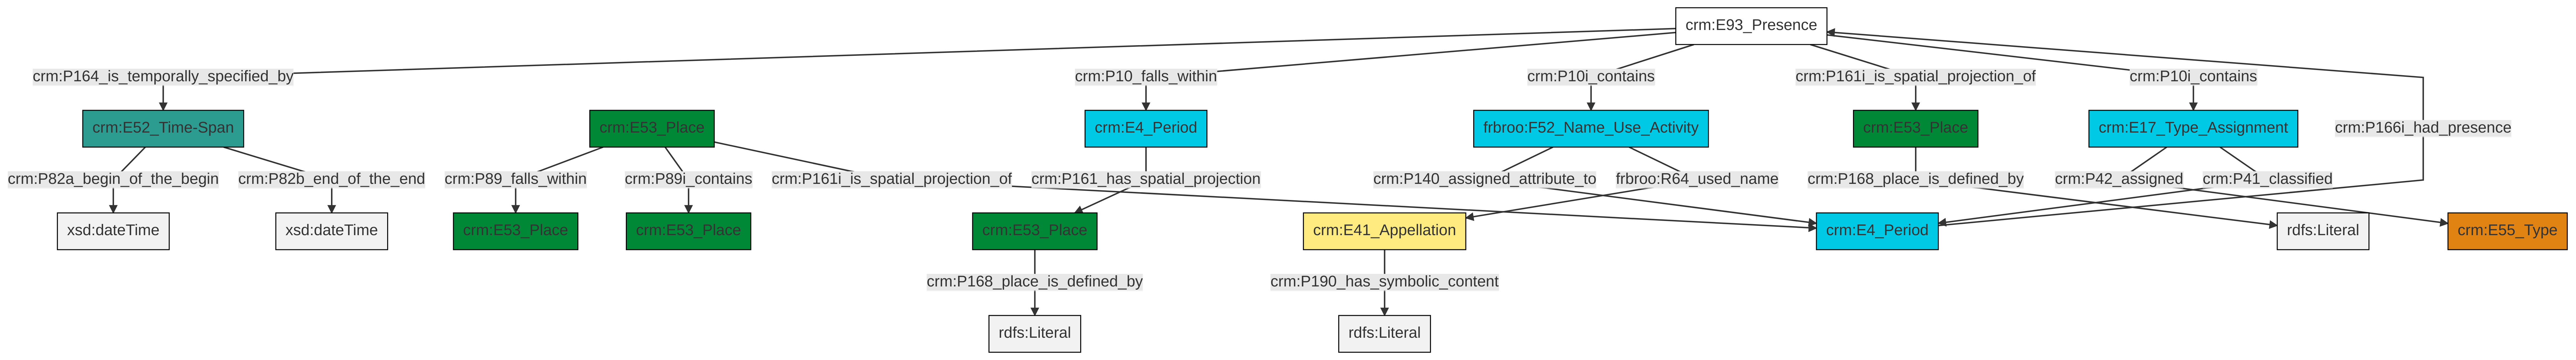 crm:E93_Presence
crm:P164_is_temporally_specified_by
crm:P10_falls_within
crm:P10i_contains
crm:P161i_is_spatial_projection_of
crm:P10i_contains
crm:E52_Time-Span
crm:E53_Place
crm:E4_Period
frbroo:F52_Name_Use_Activity
crm:E53_Place
crm:E17_Type_Assignment
crm:P166i_had_presence
crm:P82a_begin_of_the_begin
crm:P82b_end_of_the_end
crm:P89_falls_within
crm:P89i_contains
crm:P161i_is_spatial_projection_of
crm:P161_has_spatial_projection
crm:P140_assigned_attribute_to
frbroo:R64_used_name
crm:P168_place_is_defined_by
crm:P42_assigned
crm:P41_classified
xsd:dateTime
xsd:dateTime
crm:E53_Place
crm:E53_Place
crm:E53_Place
crm:E41_Appellation
crm:E4_Period
rdfs:Literal
crm:E55_Type
crm:P168_place_is_defined_by
crm:P190_has_symbolic_content
rdfs:Literal
rdfs:Literal